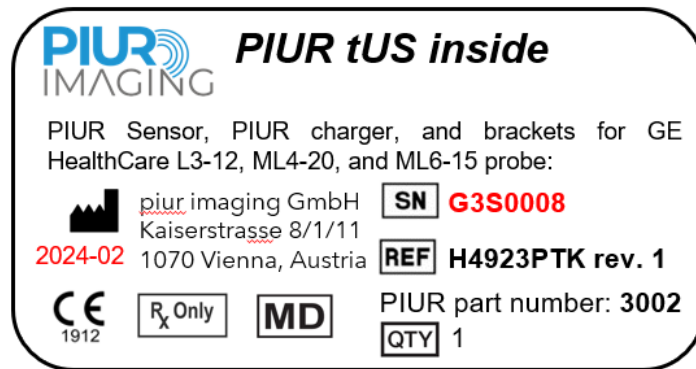 PIUR
IMAGING
PIUR tUS inside
PIUR Sensor, PIUR charger, and brackets for GE
HealthCare L3-12, ML4-20, and ML6-15 probe:
piur imaging GmbH
Kaiserstrasse 8/1/11
1070 Vienna, Austria
2024-02
SN G3S0008
REF H4923PTK rev. 1
CE
1912
Rx Only
MD
PIUR part number: 3002
QTY 1